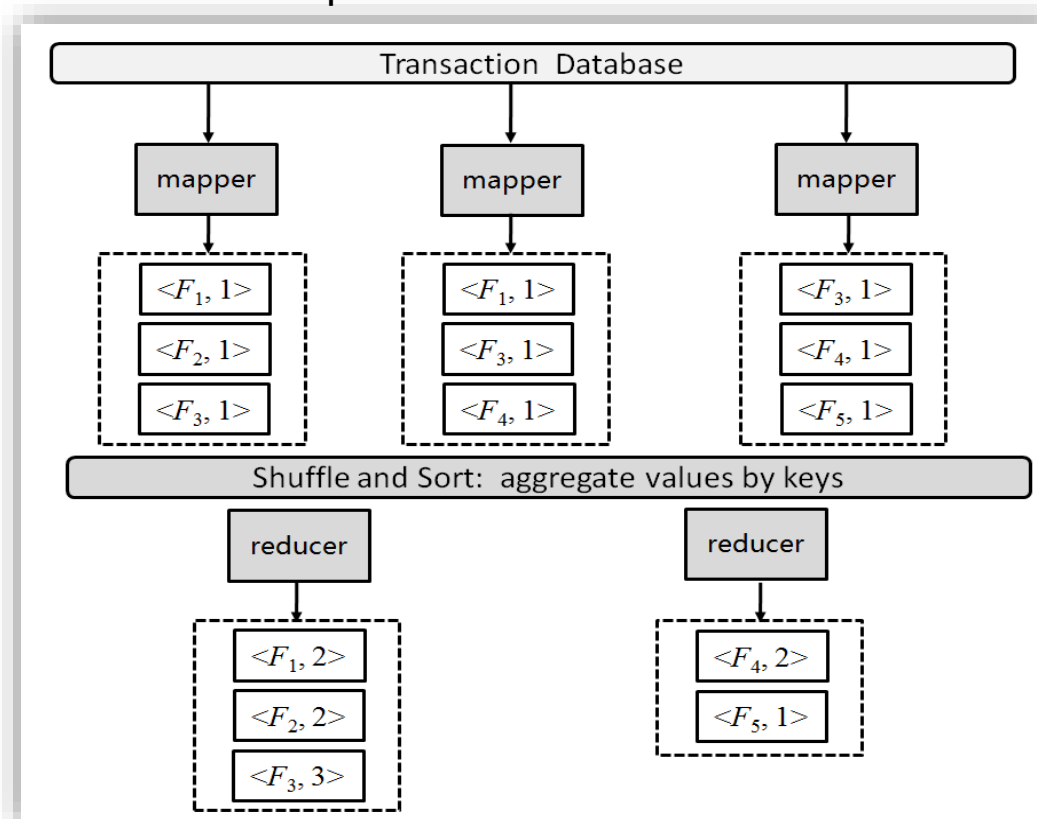 Transaction Database
mapper mapper mapper
<F₁, 1> <F₁, 1> <F₃, 1>
<F₂, 1> <F₃, 1> <F₄, 1>
<F₃, 1> <F₄, 1> <F₅, 1>
Shuffle and Sort: aggregate values by keys
reducer reducer
<F₁, 2> <F₄, 2>
<F₂, 2> <F₅, 1>
<F₃, 3>